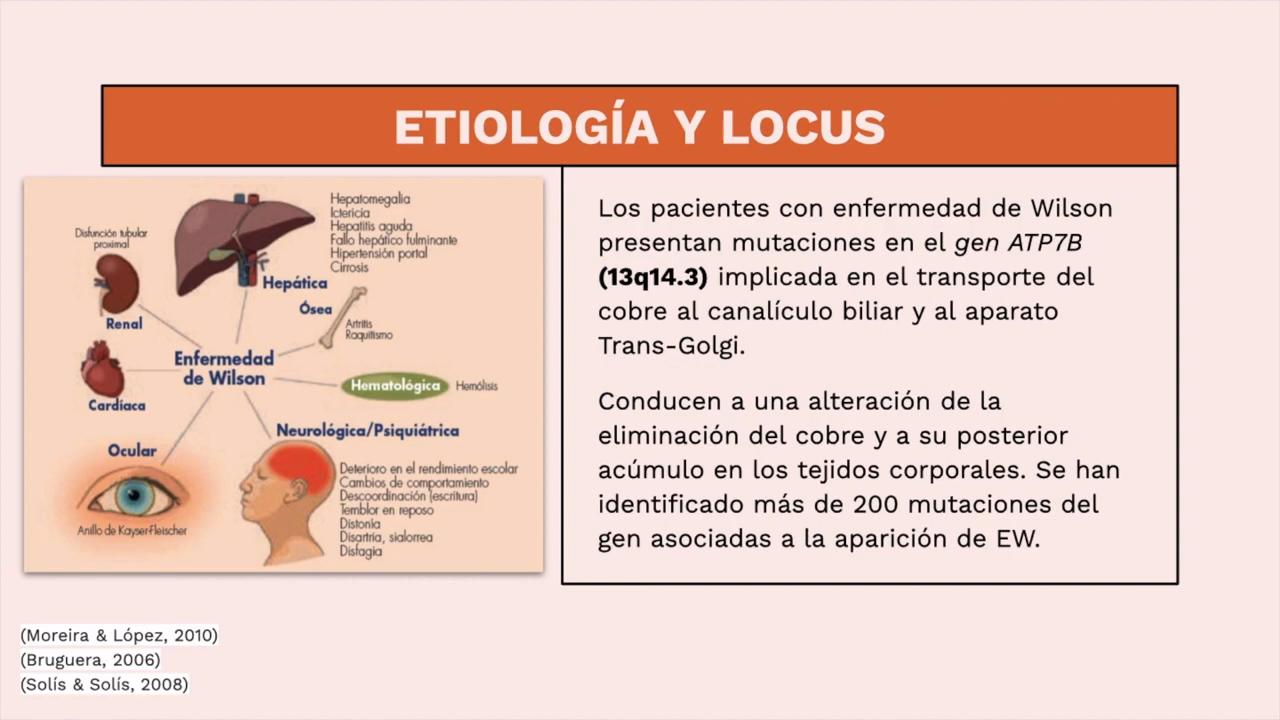 ETIOLOGÍA Y LOCUS
Disfunción tubular
proximal
Renal
Hepatomegalia
Ictericia
Hepatitis aguda
Fallo hepático fulminante
Hipertensión portal
Cirrosis
Hepática
Ósea
Artritis
Raquitismo
Enfermedad
de Wilson
Cardíaca
Hematológica
Hemólisis
Ocular
Anillo de Kayser-Fleischer
Neurológica/Psiquiátrica
Deterioro en el rendimiento escolar
Cambios de comportamiento
Descoordinación (escritura)
Temblor en reposo
Distonía
Disartria, sialorrea
Disfagia
Los pacientes con enfermedad de Wilson
presentan mutaciones en el gen ATP7B
(13q14.3) implicada en el transporte del
cobre al canalículo biliar y al aparato
Trans-Golgi.
Conducen a una alteración de la
eliminación del cobre y a su posterior
acúmulo en los tejidos corporales. Se han
identificado más de 200 mutaciones del
gen asociadas a la aparición de EW.
(Moreira & López, 2010)
(Bruguera, 2006)
(Solís & Solís, 2008)